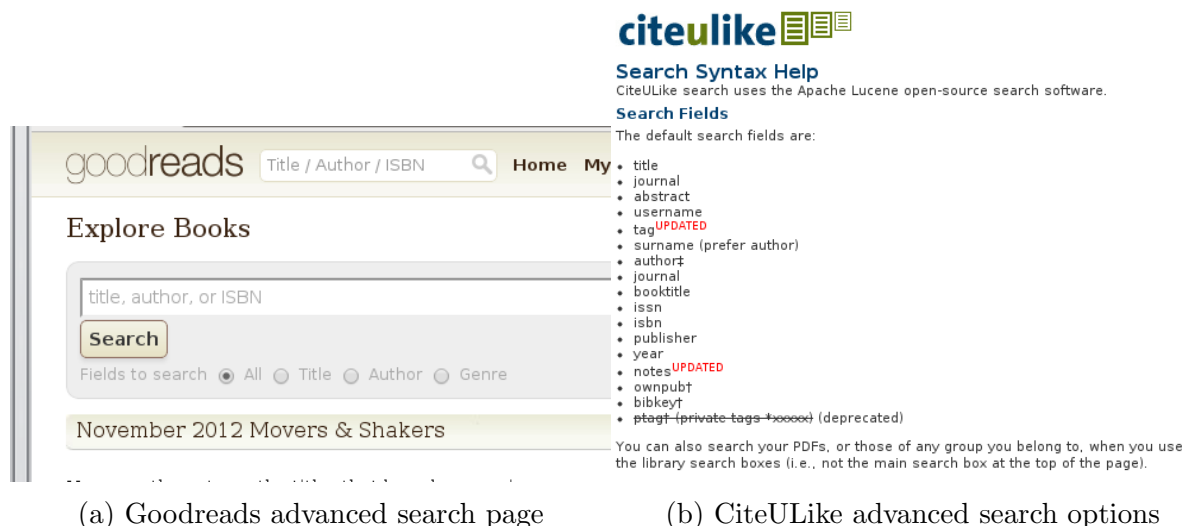 goodreads Title / Author / ISBN Home My
Explore Books
title, author, or ISBN
Search
Fields to search All Title Author Genre
November 2012 Movers & Shakers
(a) Goodreads advanced search page
citeulike
Search Syntax Help
CiteULike search uses the Apache Lucene open-source search software.
Search Fields
The default search fields are:
• title
• journal
• abstract
• username
• tagUPDATED
• surname (prefer author)
• author‡
• journal
• booktitle
• issn
• isbn
• publisher
• year
• notesUPDATED
• ownpub†
• bibkey†
• ptag† (private tags *xxxxx) (deprecated)
You can also search your PDFs, or those of any group you belong to, when you use
the library search boxes (i.e., not the main search box at the top of the page).
(b) CiteULike advanced search options